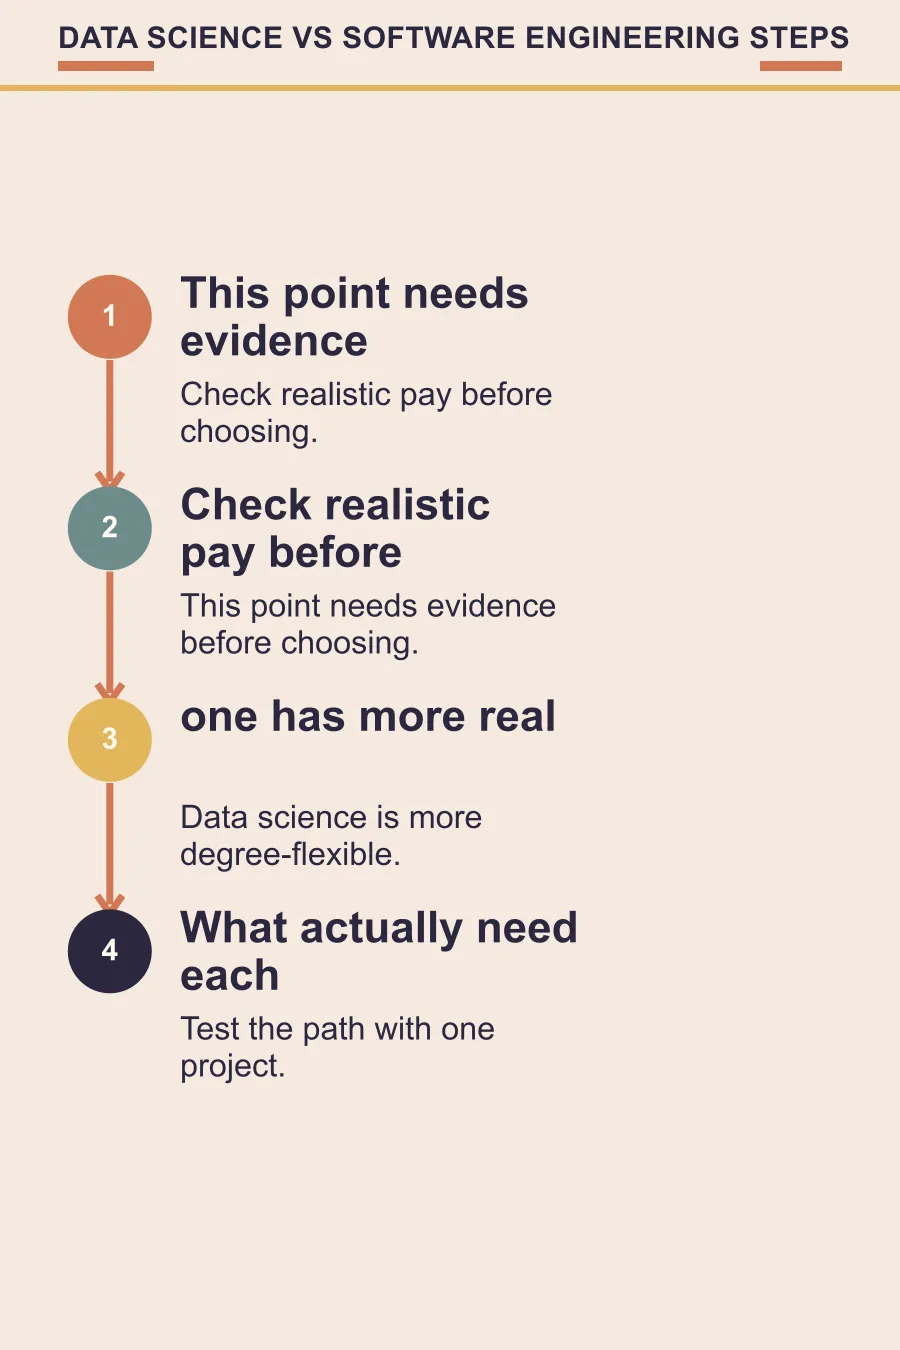 DATA SCIENCE VS SOFTWARE ENGINEERING STEPS
1
This point needs
evidence
Check realistic pay before
choosing.
2
Check realistic
pay before
This point needs evidence
before choosing.
3
one has more real
Data science is more
degree-flexible.
4
What actually need
each
Test the path with one
project.